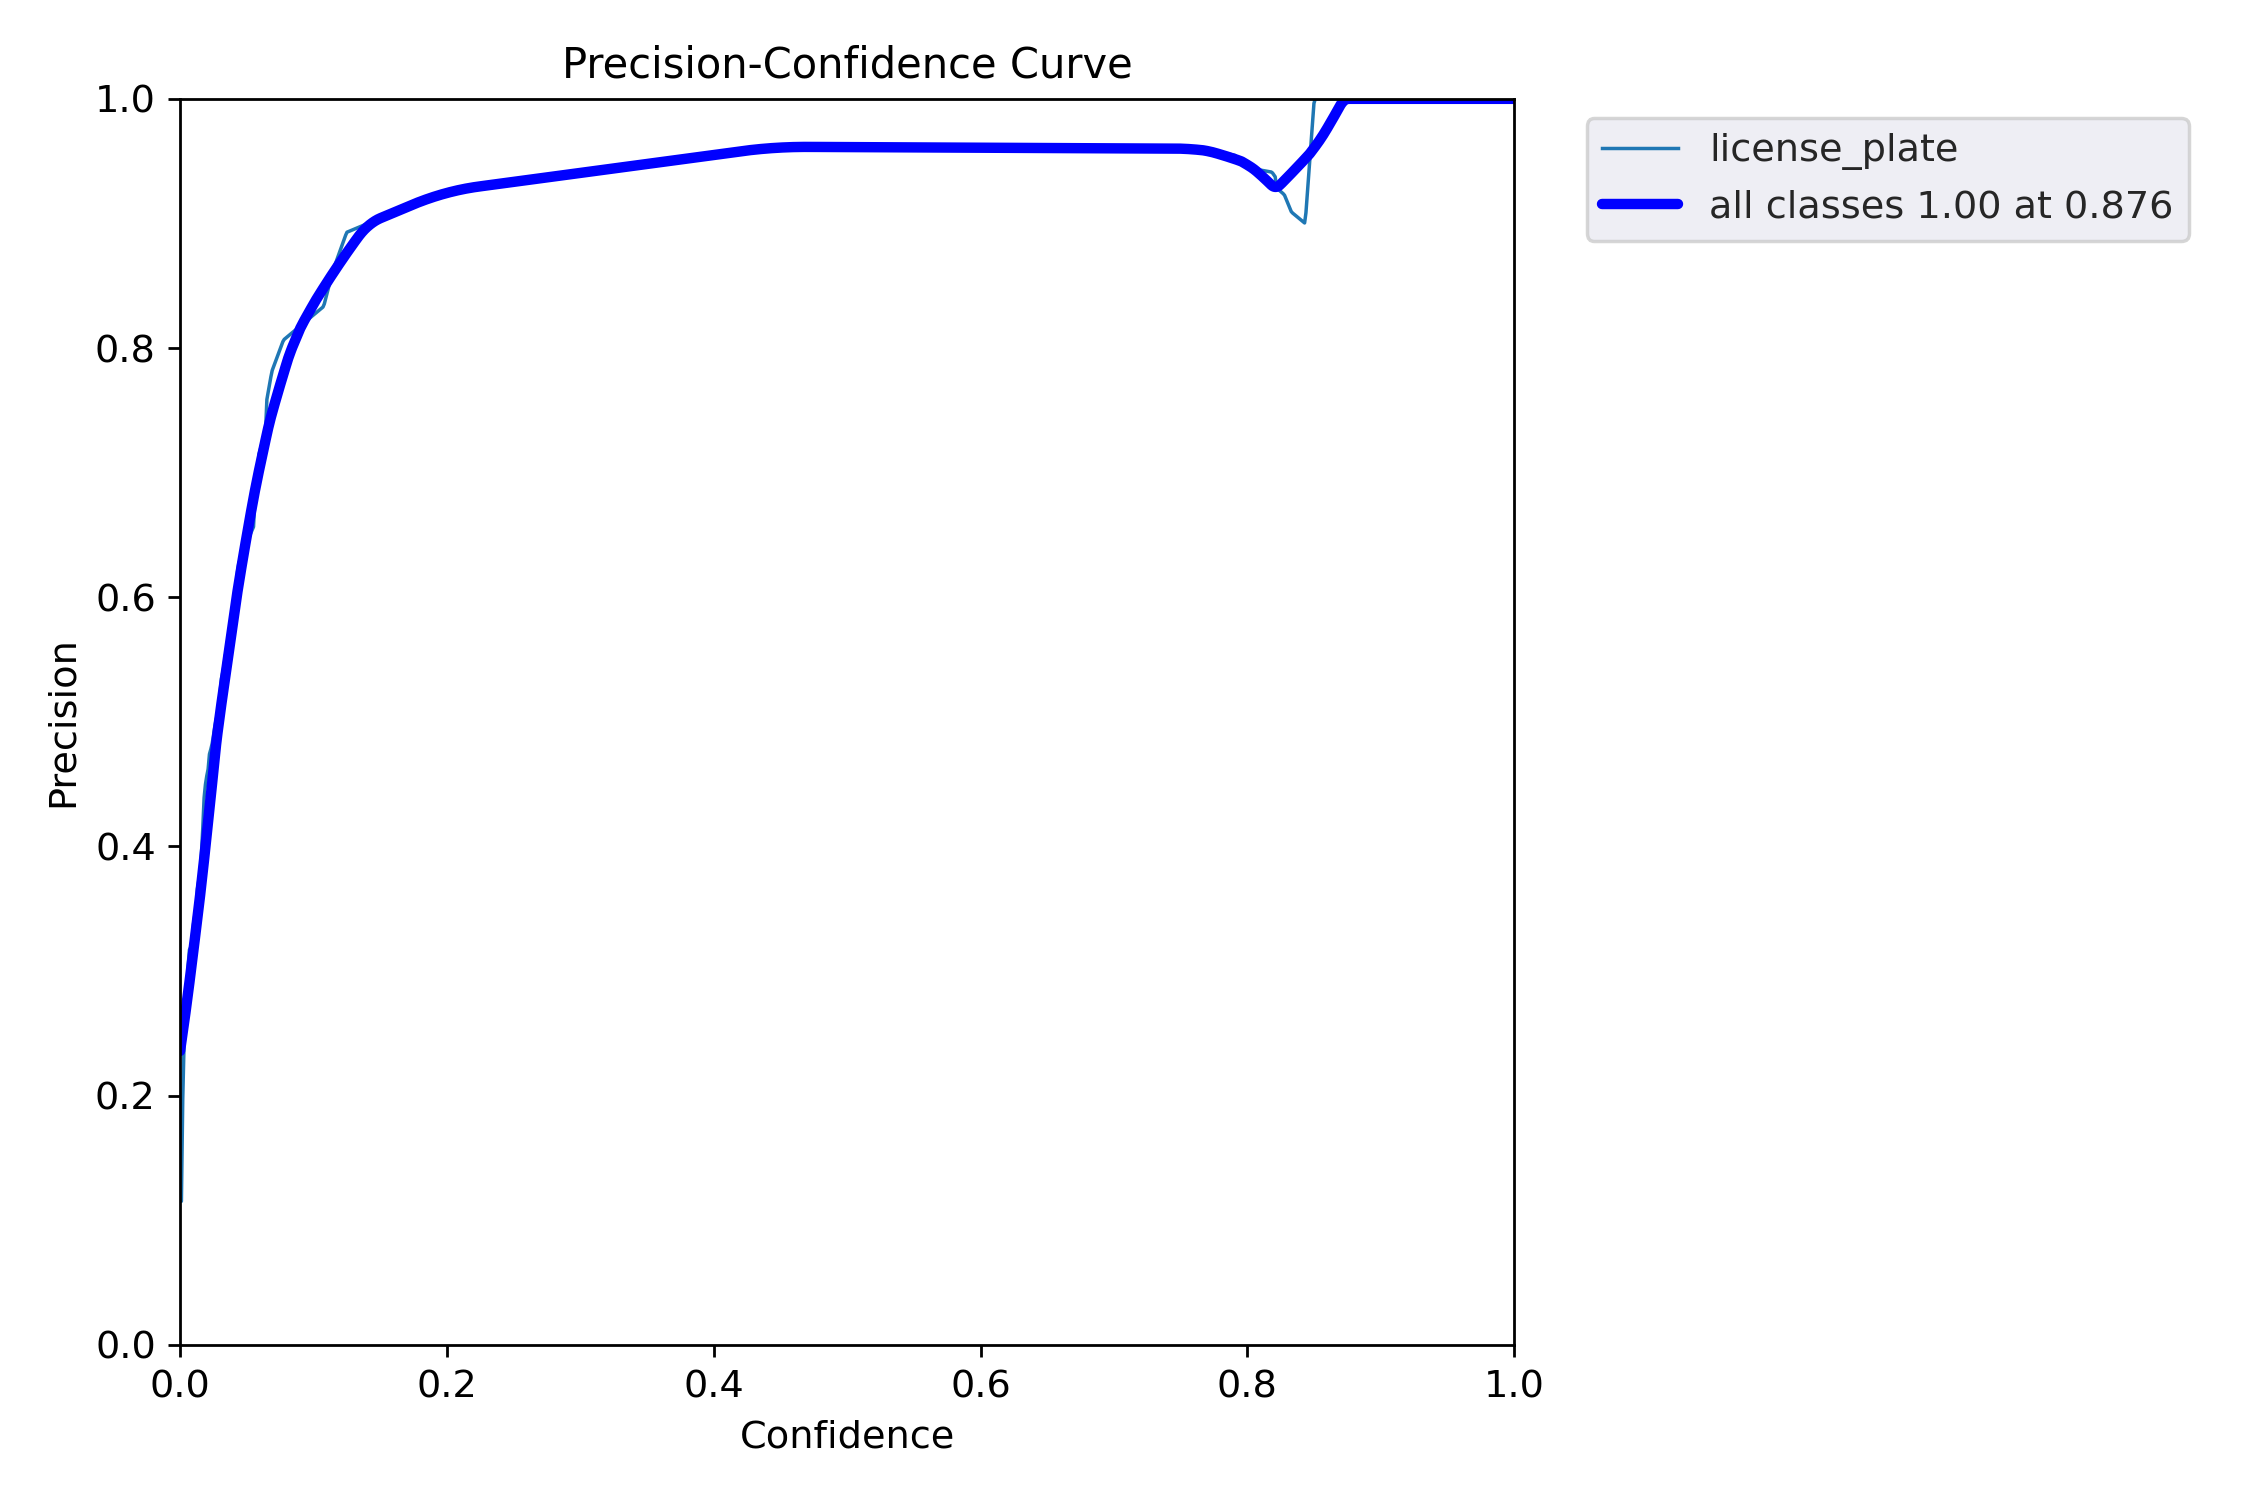 Precision-Confidence Curve
1.0
0.8
0.6
0.4
0.2
0.0
Precision
0.0 0.2 0.4 0.6 0.8 1.0
Confidence
license_plate
all classes 1.00 at 0.876